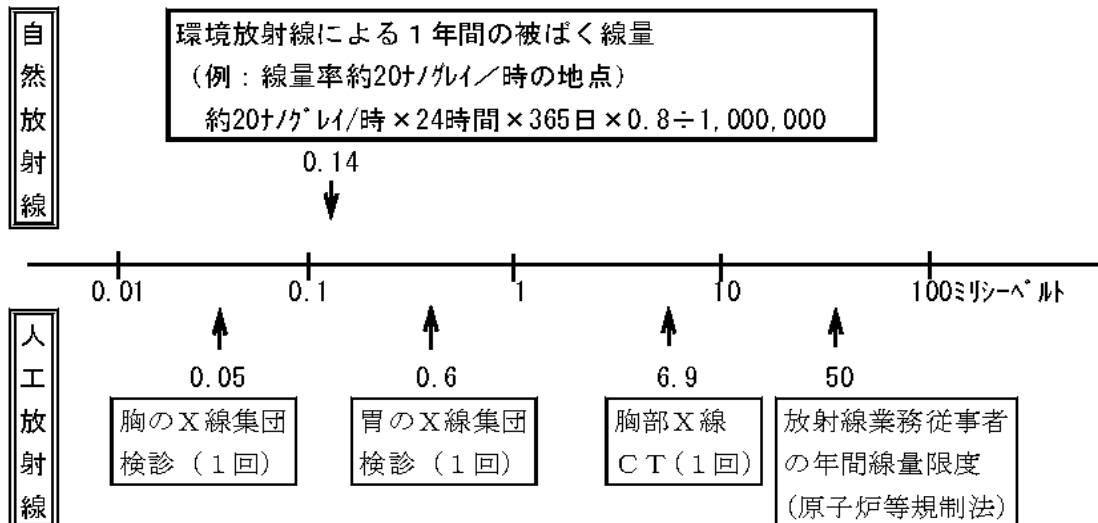 自然放射線
環境放射線による1年間の被ばく線量
(例:線量率約20ナノグレイ/時の地点)
約20ナノグレイ/時×24時間×365日×0.8÷1,000,000
0.14
0.01 0.1 1 10 100ミリシーベルト
人工放射線
0.05 0.6 6.9 50
胸のX線集団
検診(1回)
胃のX線集団
検診(1回)
胸部X線
CT(1回)
放射線業務従事者
の年間線量限度
(原子炉等規制法)